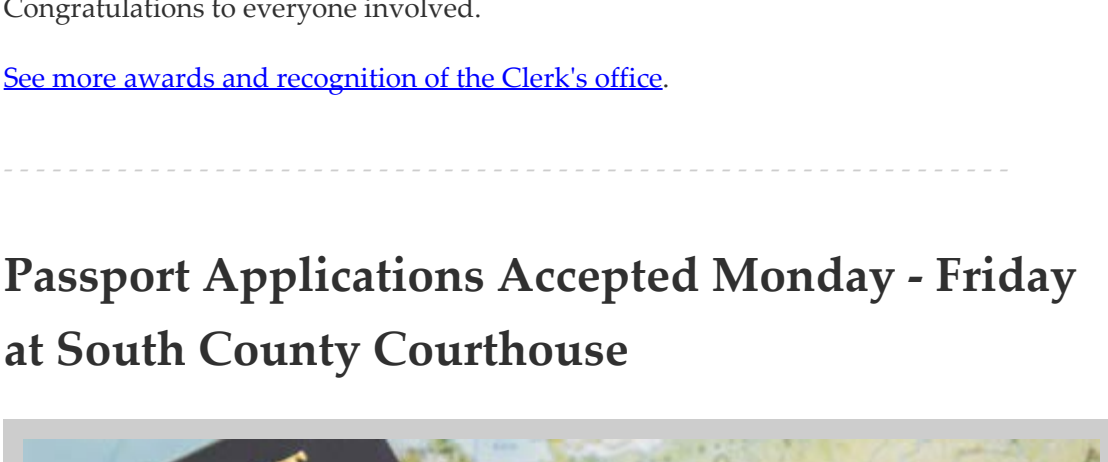 Congratulations to everyone involved.
See more awards and recognition of the Clerk's office.
Passport Applications Accepted Monday - Friday
at South County Courthouse